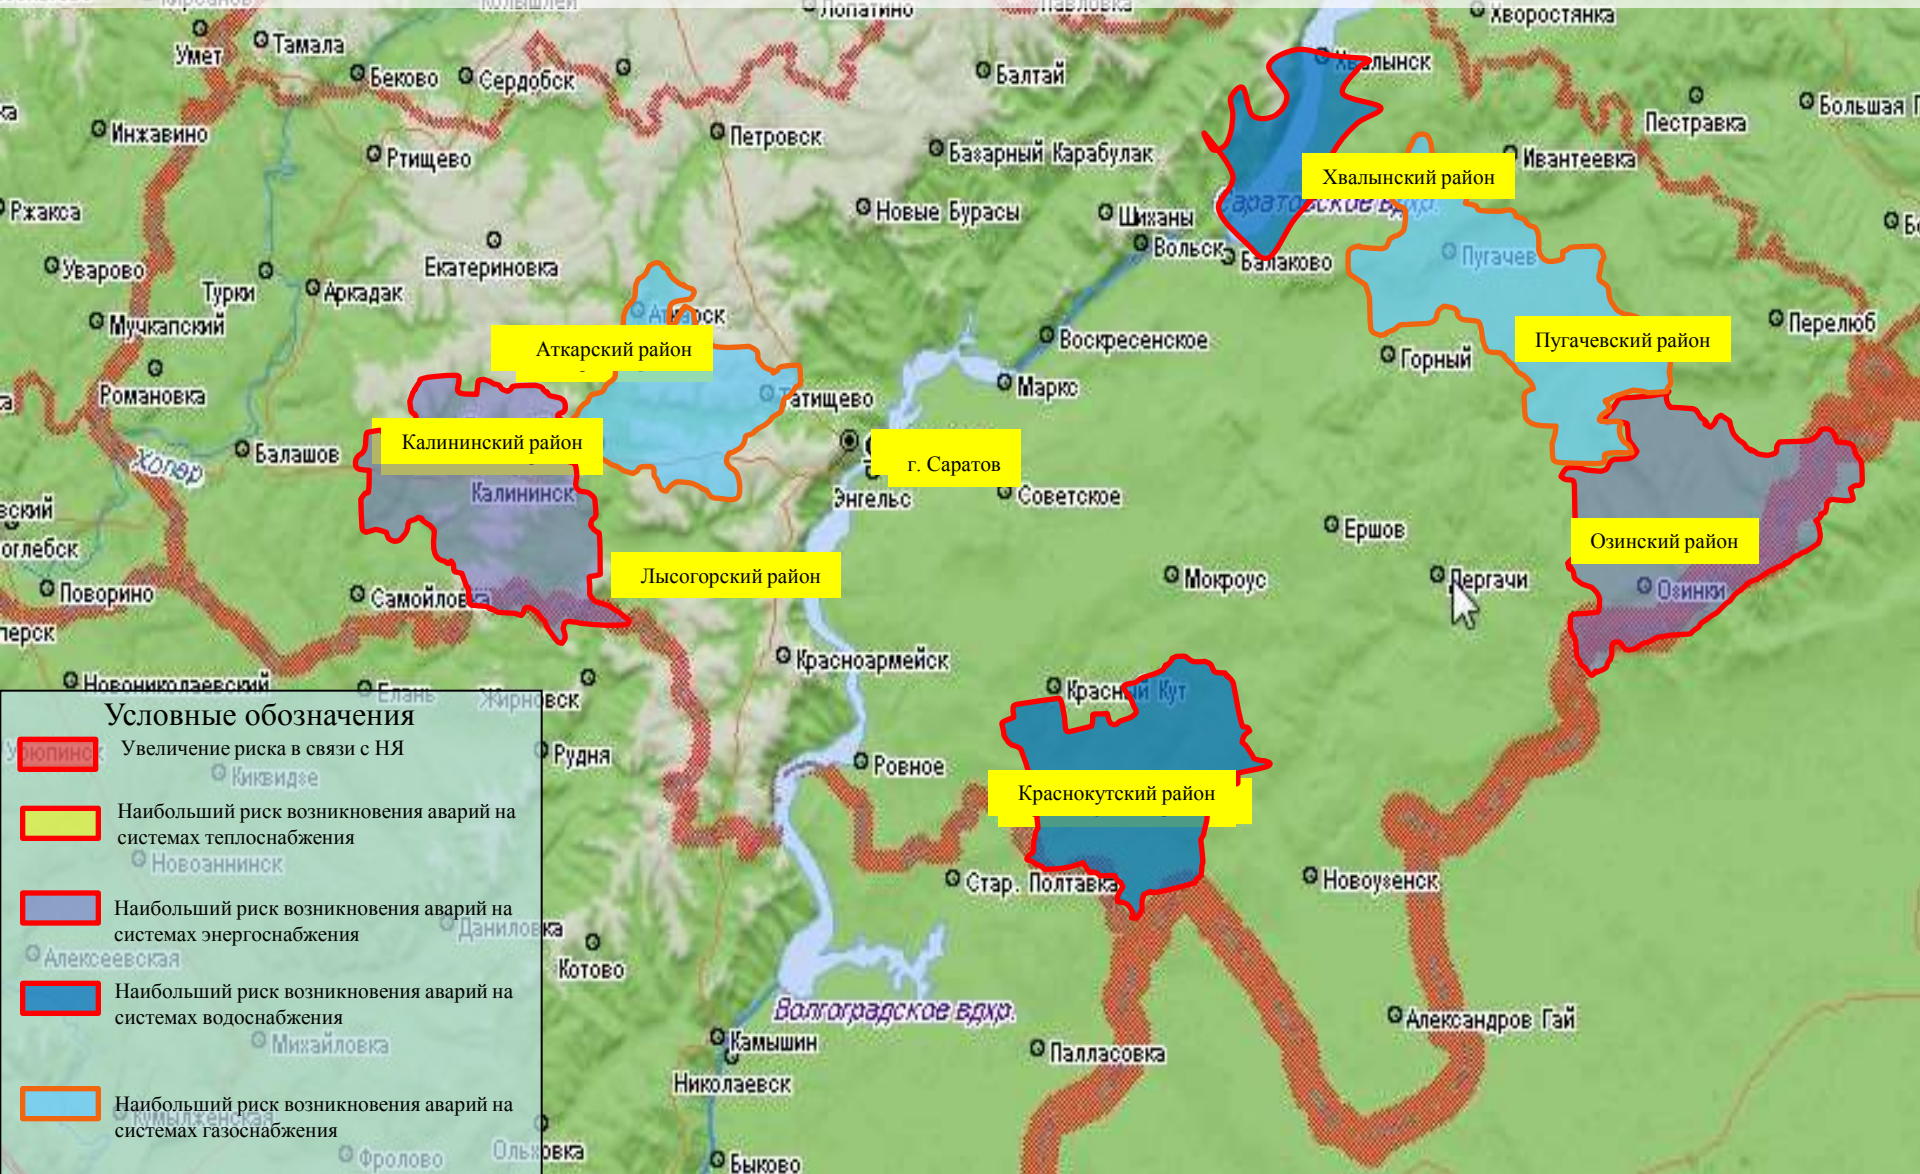 Лопатино
Хворостянка
Умет
Тамала
Беково
Сердобск
Балтай
Хвалынск
Пестравка
Инжавино
Ртищево
Петровск
Базарный Карабулак
Ивантеевка
Хвалынский район
Ржакса
Новые Бурасы
Шиханы
Саратовское вдхр.
Уварово
Турки
Аркадак
Екатериновка
Вольск
Балаково
Пугачев
Мучкапский
Аткарск
Аткарский район
Воскресенское
Горный
Пугачевский район
Перелюб
Романовка
Татищево
Маркс
Хопер
Балашов
Калининский район
г. Саратов
Калининск
Энгельс
Советское
Ершов
Озинский район
Поворино
Самойловка
Лысогорский район
Мокроус
Дергачи
Озинки
Красноармейск
Новониколаевский
Елань
Жирновск
Красный Кут
Условные обозначения
Увеличение риска в связи с НЯ
Урюпинск
Киквидзе
Рудня
Ровное
Краснокутский район
Наибольший риск возникновения аварий на
системах теплоснабжения
Новоаннинск
Стар. Полтавка
Новоузенск
Наибольший риск возникновения аварий на
системах энергоснабжения
Даниловка
Алексеевская
Котово
Наибольший риск возникновения аварий на
системах водоснабжения
Волгоградское вдхр.
Александров Гай
Михайловка
Камышин
Палласовка
Николаевск
Наибольший риск возникновения аварий на
системах газоснабжения
Кумылженская
Фролово
Ольховка
Быково